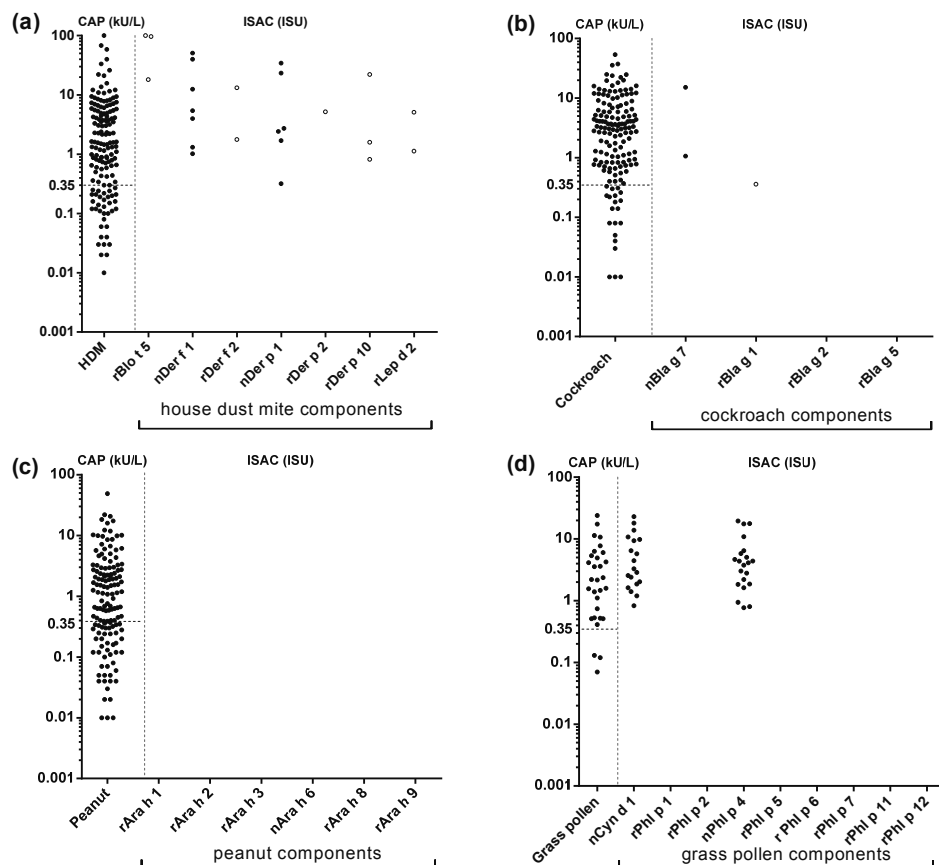 (a)
CAP (kU/L) ISAC (ISU)
100
10
1
0.35
0.1
0.01
0.001
HDM rBlo t 5 nDer f 1 rDer f 2 nDer p 1 rDer p 2 rDer p 10 rLep d 2
house dust mite components
(b)
CAP (kU/L) ISAC (ISU)
100
10
1
0.35
0.1
0.01
0.001
Cockroach nBla g 7 rBla g 1 rBla g 2 rBla g 5
cockroach components
(c)
CAP (kU/L) ISAC (ISU)
100
10
1
0.35
0.1
0.01
0.001
Peanut rAra h 1 rAra h 2 rAra h 3 nAra h 6 rAra h 8 rAra h 9
peanut components
(d)
CAP (kU/L) ISAC (ISU)
100
10
1
0.35
0.1
0.01
0.001
Grass pollen nCyn d 1 rPhl p 1 rPhl p 2 nPhl p 4 rPhl p 5 r Phl p 6 rPhl p 7 rPhl p 11 rPhl p 12
grass pollen components